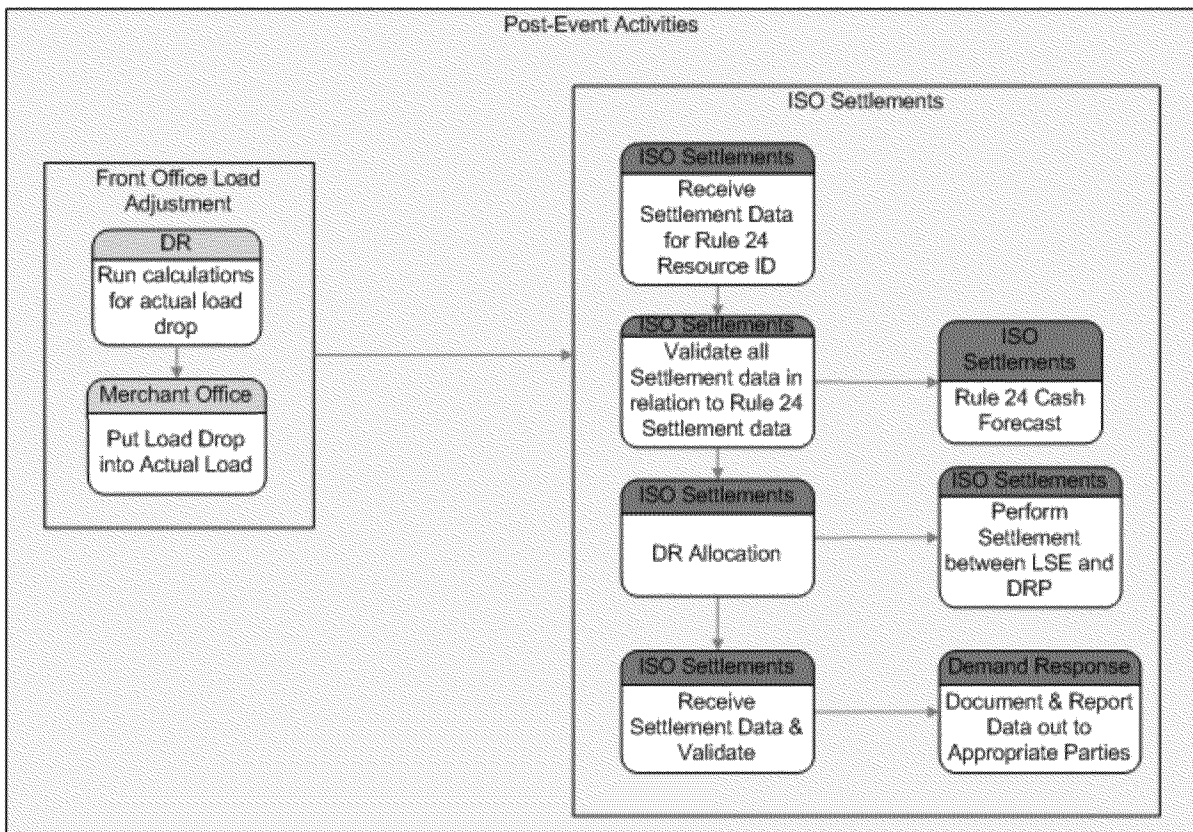 Post-Event Activities
Front Office Load
Adjustment
DR
Run calculations
for actual load
drop
Merchant Office
Put Load Drop
into Actual Load
ISO Settlements
ISO Settlements
Receive
Settlement Data
for Rule 24
Resource ID
ISO Settlements
Validate all
Settlement data in
relation to Rule 24
Settlement data
ISO
Settlements
Rule 24 Cash
Forecast
ISO Settlements
DR Allocation
ISO Settlements
Perform
Settlement
between LSE and
DRP
ISO Settlements
Receive
Settlement Data &
Validate
Demand Response
Document & Report
Data out to
Appropriate Parties